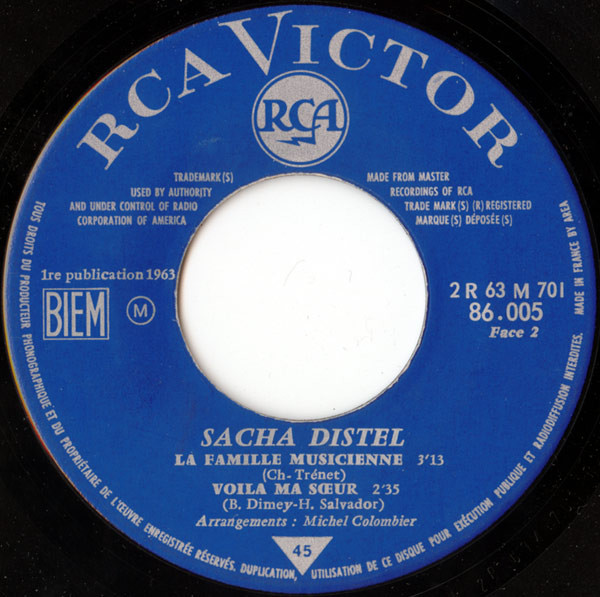 RCA VICTOR
RCA
TRADEMARK(S)
USED BY AUTHORITY
AND UNDER CONTROL OF RADIO
CORPORATION OF AMERICA
MADE FROM MASTER
RECORDINGS OF RCA
TRADE MARK(S) (R) REGISTERED
MARQUE(S) DÉPOSÉE(S)
1re publication 1963
BIEM
M
2 R 63 M 701
86.005
Face 2
SACHA DISTEL
LA FAMILLE MUSICIENNE 3'13
(Ch-Trénet)
VOILA MA SŒUR 2'35
(B. Dimey-H. Salvador)
Arrangements : Michel Colombier
45
TOUS DROITS DU PRODUCTEUR PHONOGRAPHIQUE ET DU PROPRIÉTAIRE DE L'ŒUVRE ENREGISTRÉE RÉSERVÉS. DUPLICATION, UTILISATION DE CE DISQUE POUR EXÉCUTION PUBLIQUE ET RADIODIFFUSION INTERDITES.
MADE IN FRANCE BY AREA